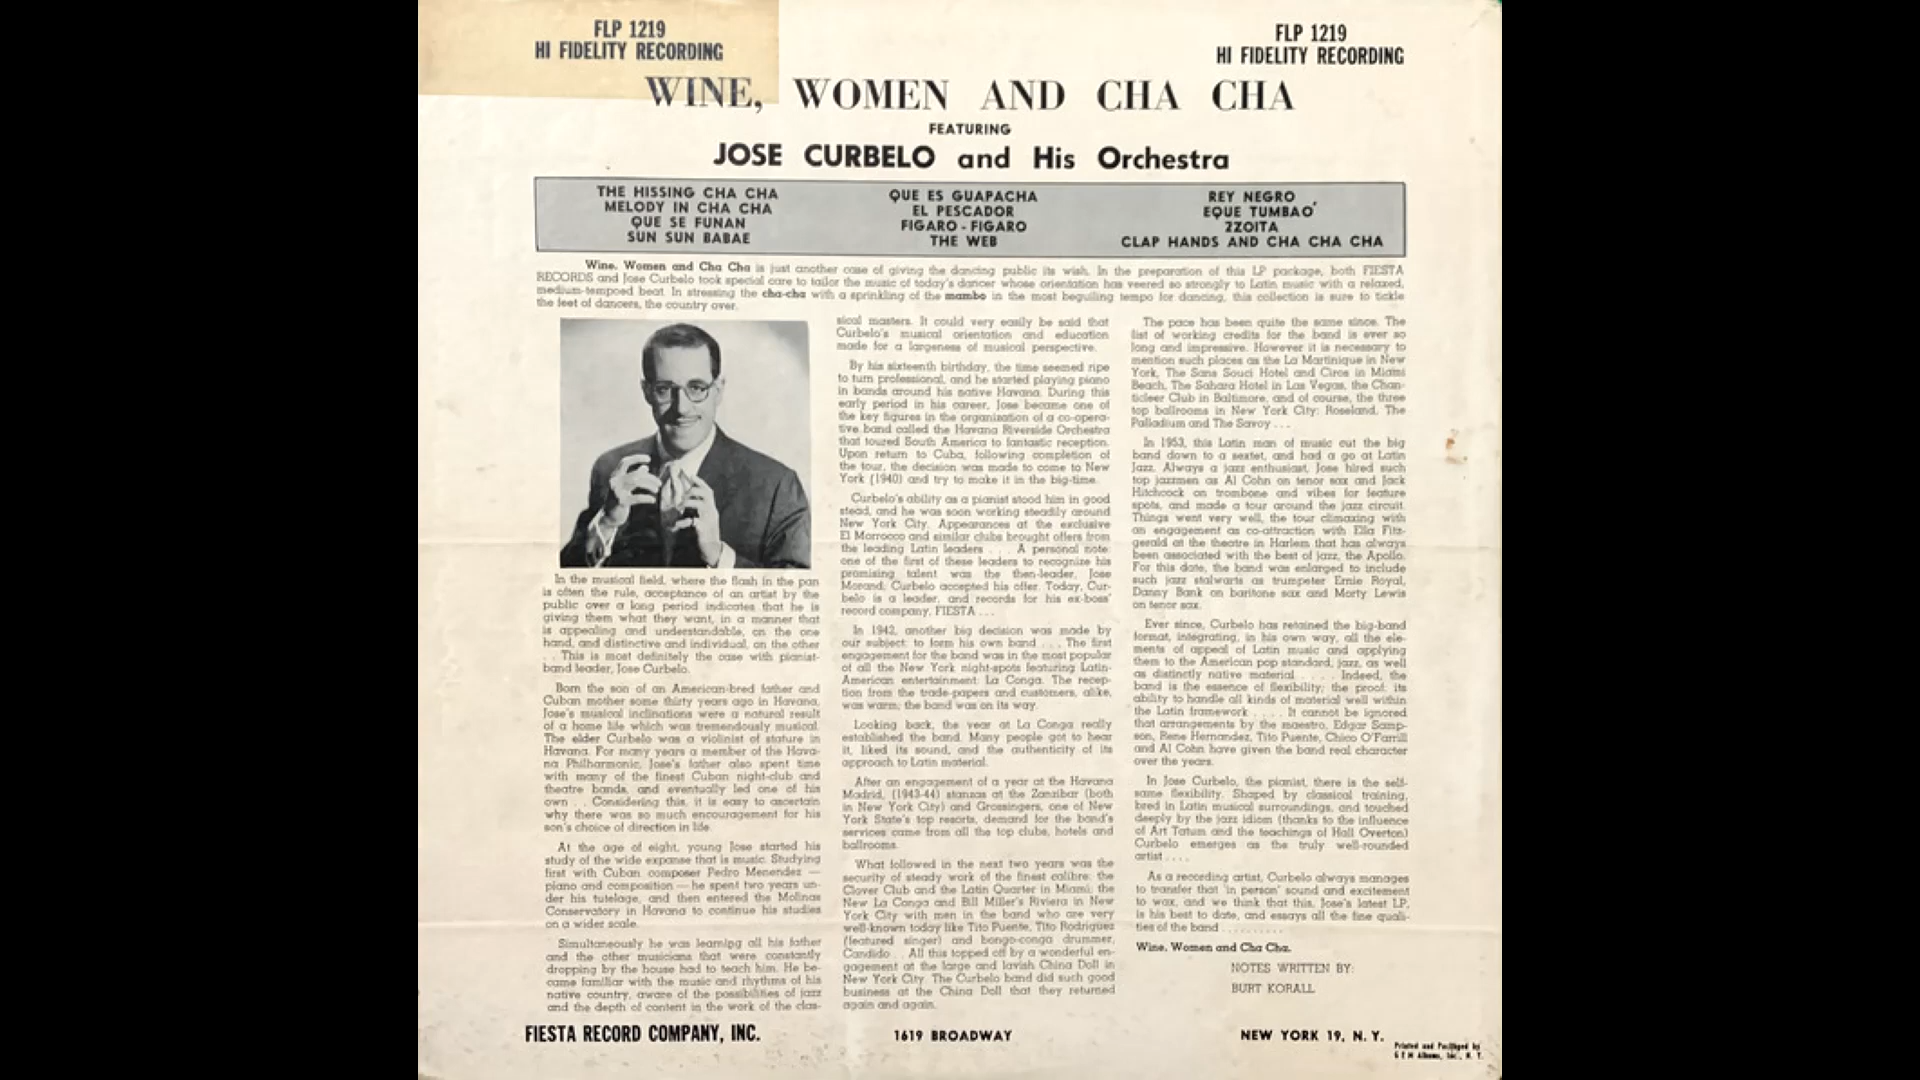 FLP 1219
HI FIDELITY RECORDING
FLP 1219
HI FIDELITY RECORDING
WINE, WOMEN AND CHA CHA
FEATURING
JOSE CURBELO and His Orchestra
THE HISSING CHA CHA
MELODY IN CHA CHA
QUE SE FUNAN
SUN SUN BABAE
QUE ES GUAPACHA
EL PESCADOR
FIGARO - FIGARO
THE WEB
REY NEGRO
EQUE TUMBAO´
2ZOITA
CLAP HANDS AND CHA CHA CHA
Wine, Women and Cha Cha is just another case of giving the dancing public its wish. In the preparation of this LP package, both FIESTA
RECORDS and Jose Curbelo took special care to tailor the music of today's dancer whose orientation has veered so strongly to Latin music with a relaxed,
medium-tempoed beat. In stressing the cha-cha with a sprinkling of the mambo in the most beguiling tempo for dancing, this collection is sure to tickle
the feet of dancers, the country over.
In the musical field, where the flash in the pan
is often the rule, acceptance of an artist by the
public over a long period indicates that he is
giving them what they want, in a manner that
is appealing and understandable, on the one
hand, and distinctive and individual, on the other
. . This is most definitely the case with pianist-
band leader, Jose Curbelo.
Born the son of an American-bred father and
Cuban mother some thirty years ago in Havana,
Jose's musical inclinations were a natural result
of a home life which was tremendously musical.
The elder Curbelo was a violinist of stature in
Havana. For many years a member of the Hava-
na Philharmonic, Jose's father also spent time
with many of the finest Cuban night-club and
theatre bands, and eventually led one of his
own . . Considering this, it is easy to ascertain
why there was so much encouragement for his
son's choice of direction in life.
At the age of eight, young Jose started his
study of the wide expanse that is music. Studying
first with Cuban composer Pedro Menendez —
piano and composition — he spent two years un-
der his tutelage, and then entered the Molinas
Conservatory in Havana to continue his studies
on a wider scale.
Simultaneously he was learning all his father
and the other musicians that were constantly
dropping by the house had to teach him. He be-
came familiar with the music and rhythms of his
native country, aware of the possibilities of jazz
and the depth of content in the work of the clas-
sical masters. It could very easily be said that
Curbelo's musical orientation and education
made for a largeness of musical perspective.
By his sixteenth birthday, the time seemed ripe
to turn professional, and he started playing piano
in bands around his native Havana. During this
early period in his career, Jose became one of
the key figures in the organization of a co-opera-
tive band called the Havana Riverside Orchestra
that toured South America to fantastic reception.
Upon return to Cuba, following completion of
the tour, the decision was made to come to New
York (1940) and try to make it in the big-time.
Curbelo's ability as a pianist stood him in good
stead, and he was soon working steadily around
New York City. Appearances at the exclusive
El Morrocco and similar clubs brought offers from
the leading Latin leaders . . . A personal note:
one of the first of these leaders to recognize his
promising talent was the then-leader, Jose
Morand. Curbelo accepted his offer. Today, Cur-
belo is a leader, and records for his ex-boss'
record company, FIESTA . . .
In 1942, another big decision was made by
our subject: to form his own band . . . The first
engagement for the band was in the most popular
of all the New York night-spots featuring Latin-
American entertainment: La Conga. The recep-
tion from the trade-papers and customers, alike,
was warm; the band was on its way.
Looking back, the year at La Conga really
established the band. Many people got to hear
it, liked its sound, and the authenticity of its
approach to Latin material.
After an engagement of a year at the Havana
Madrid, (1943-44) stanzas at the Zanzibar (both
in New York City) and Grossingers, one of New
York State's top resorts, demand for the band's
services came from all the top clubs, hotels and
ballrooms.
What followed in the next two years was the
security of steady work of the finest calibre: the
Clover Club and the Latin Quarter in Miami; the
New La Conga and Bill Miller's Riviera in New
York City with men in the band who are very
well-known today like Tito Puente, Tito Rodriguez
(featured singer) and bongo-conga drummer,
Candido . . All this topped off by a wonderful en-
gagement at the large and lavish China Doll in
New York City. The Curbelo band did such good
business at the China Doll that they returned
again and again.
The pace has been quite the same since. The
list of working credits for the band is ever so
long and impressive. However it is necessary to
mention such places as the La Martinique in New
York, The Sans Souci Hotel and Ciros in Miami
Beach, The Sahara Hotel in Las Vegas, the Chan-
ticleer Club in Baltimore, and of course, the three
top ballrooms in New York City: Roseland, The
Palladium and The Savoy . . .
In 1953, this Latin man of music cut the big
band down to a sextet, and had a go at Latin
Jazz. Always a jazz enthusiast, Jose hired such
top jazzmen as Al Cohn on tenor sax and Jack
Hitchcock on trombone and vibes for feature
spots, and made a tour around the jazz circuit.
Things went very well, the tour climaxing with
an engagement as co-attraction with Ella Fitz-
gerald at the theatre in Harlem that has always
been associated with the best of jazz, the Apollo.
For this date, the band was enlarged to include
such jazz stalwarts as trumpeter Ernie Royal,
Danny Bank on baritone sax and Morty Lewis
on tenor sax.
Ever since, Curbelo has retained the big-band
format, integrating, in his own way, all the ele-
ments of appeal of Latin music and applying
them to the American pop standard, jazz, as well
as distinctly native material . . . . Indeed, the
band is the essence of flexibility; the proof: its
ability to handle all kinds of material well within
the Latin framework . . . . It cannot be ignored
that arrangements by the maestro, Edgar Samp-
son, Rene Hernandez, Tito Puente, Chico O'Farrill
and Al Cohn have given the band real character
over the years.
In Jose Curbelo, the pianist, there is the self-
same flexibility. Shaped by classical training,
bred in Latin musical surroundings, and touched
deeply by the jazz idiom (thanks to the influence
of Art Tatum and the teachings of Hall Overton)
Curbelo emerges as the truly well-rounded
artist . . . .
As a recording artist, Curbelo always manages
to transfer that 'in person' sound and excitement
to wax, and we think that this, Jose's latest LP,
is his best to date, and essays all the fine quali-
ties of the band . . . . . . . . . .
Wine, Women and Cha Cha.
NOTES WRITTEN BY:
BURT KORALL
FIESTA RECORD COMPANY, INC.
1619 BROADWAY
NEW YORK 19, N. Y.
Printed and Packaged by
G E M Albums, Inc., N. Y.